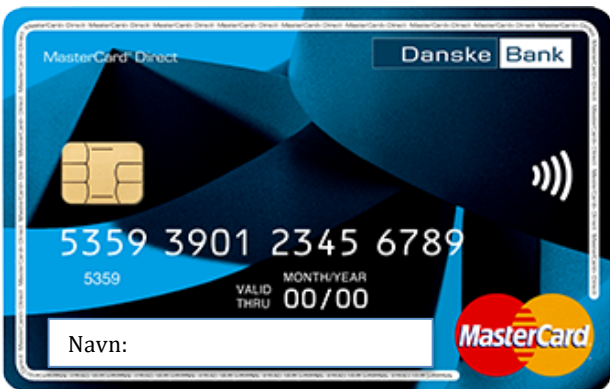 MasterCard® Direct
Danske Bank
5359 3901 2345 6789
5359
MONTH/YEAR
VALID THRU 00/00
Navn:
MasterCard